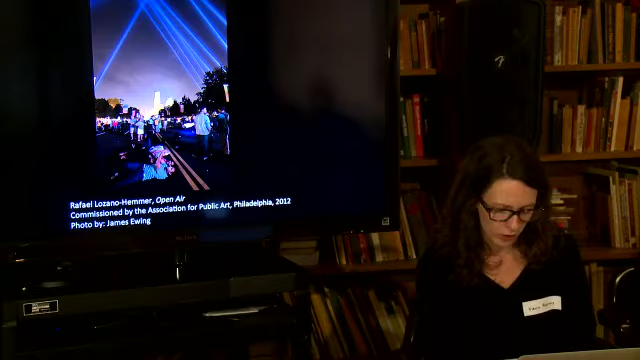 Rafael Lozano-Hemmer, Open Air
Commissioned by the Association for Public Art, Philadelphia, 2012
Photo by: James Ewing